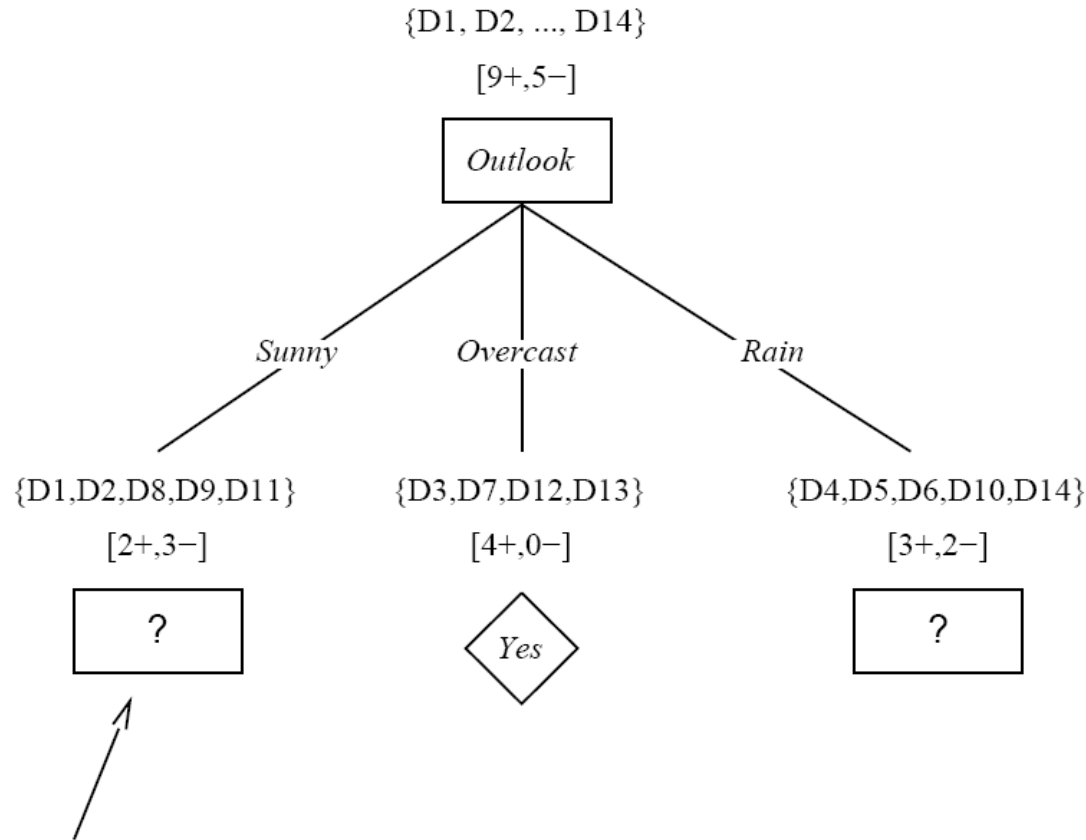 {D1, D2, ..., D14}
[9+,5−]
Outlook
Sunny
Overcast
Rain
{D1,D2,D8,D9,D11}
{D3,D7,D12,D13}
{D4,D5,D6,D10,D14}
[2+,3−]
[4+,0−]
[3+,2−]
?
Yes
?